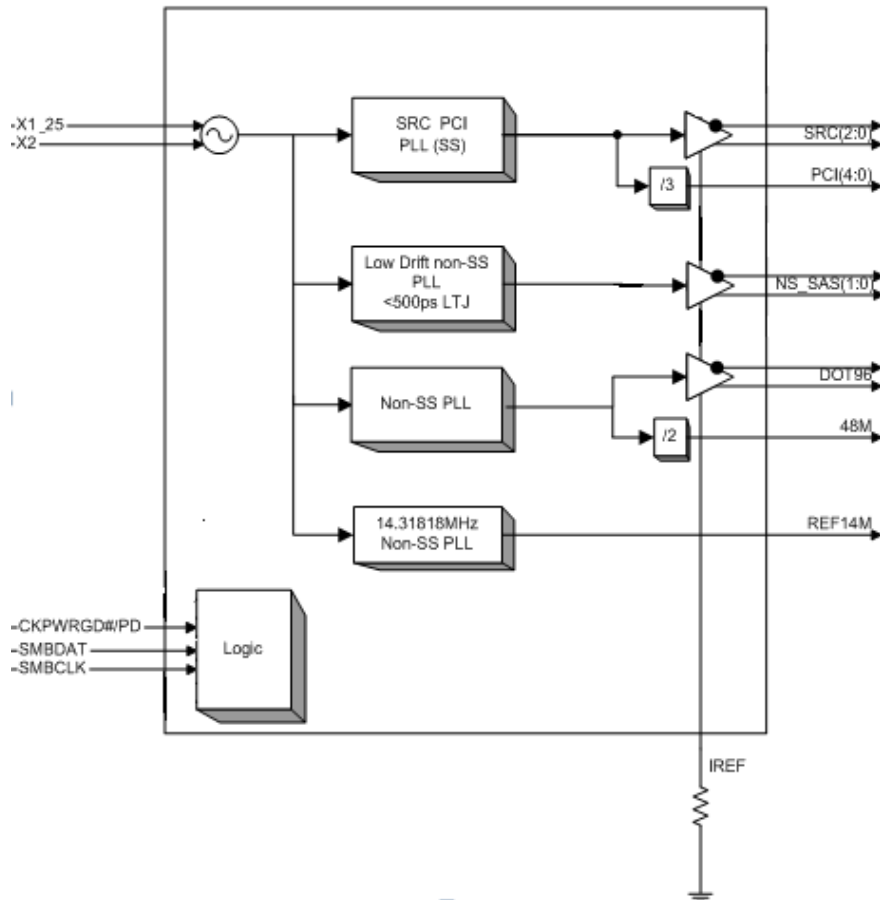 X1_25
X2
SRC PCI
PLL (SS)
SRC(2:0)
/3
PCI(4:0)
Low Drift non-SS
PLL
<500ps LTJ
NS_SAS(1:0)
Non-SS PLL
DOT96
/2
48M
14.31818MHz
Non-SS PLL
REF14M
CKPWRGD#/PD
SMBDAT
SMBCLK
Logic
IREF